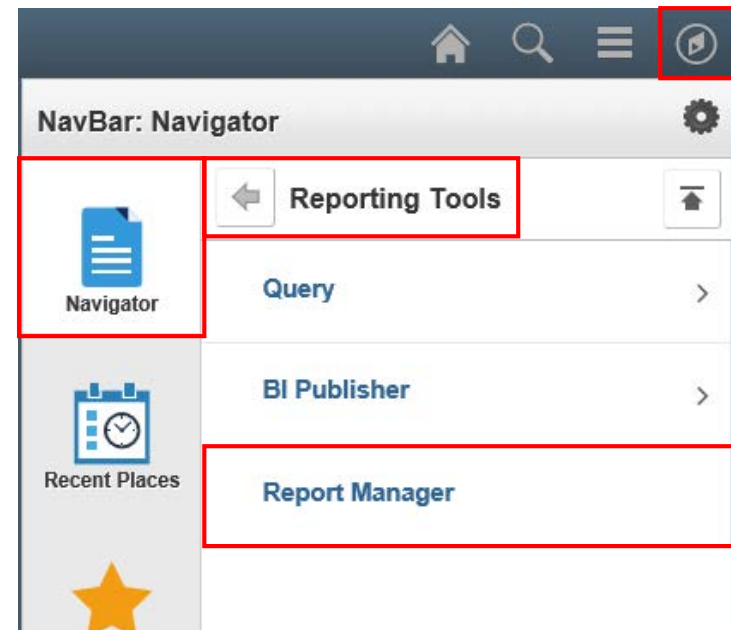 NavBar: Navigator
Reporting Tools
Navigator
Query
BI Publisher
Recent Places
Report Manager